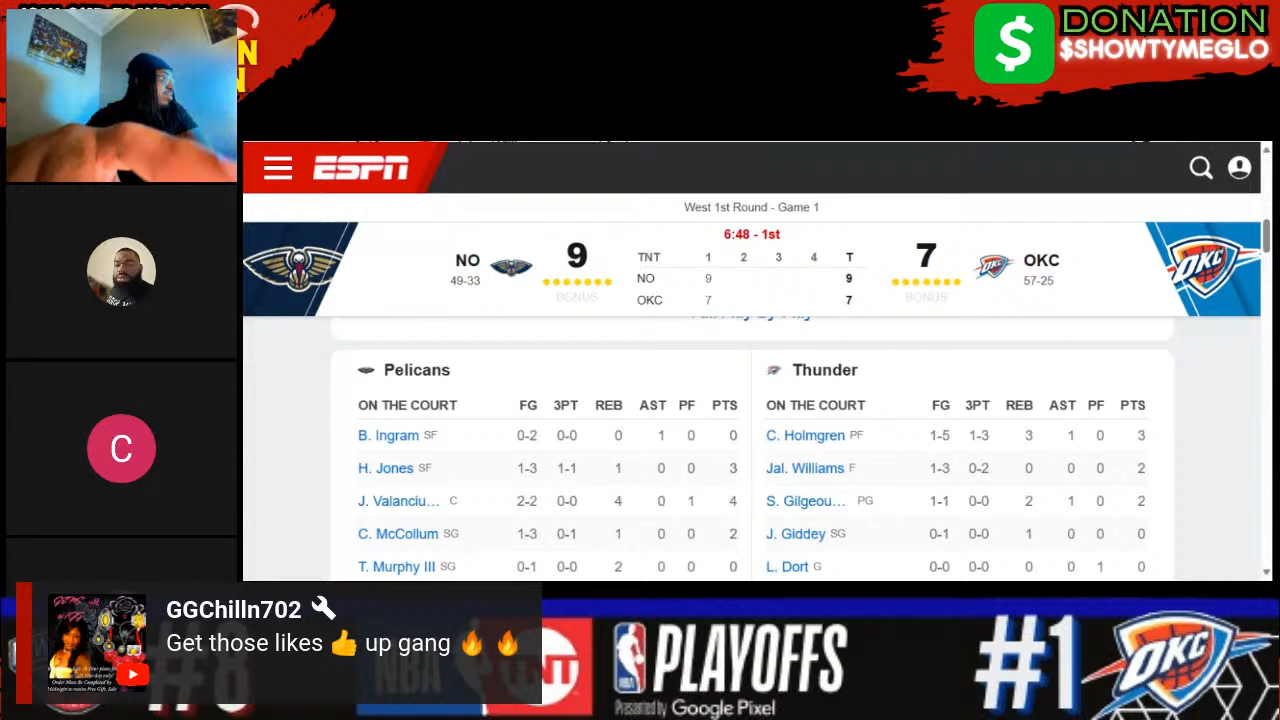 DONATION
$SHOWTYMEGLO
ESPN
West 1st Round - Game 1
6:48 - 1st
NO
49-33
9
BONUS
TNT 1 2 3 4 T
NO 9 9
OKC 7 7
7
BONUS
OKC
57-25
OKC
Pelicans
ON THE COURT FG 3PT REB AST PF PTS
B. Ingram SF 0-2 0-0 0 1 0 0
H. Jones SF 1-3 1-1 1 0 0 3
J. Valanciu... C 2-2 0-0 4 0 1 4
C. McCollum SG 1-3 0-1 1 0 0 2
T. Murphy III SG 0-1 0-0 2 0 0 0
Thunder
ON THE COURT FG 3PT REB AST PF PTS
C. Holmgren PF 1-5 1-3 3 1 0 3
Jal. Williams F 1-3 0-2 0 0 0 2
S. Gilgeou... PG 1-1 0-0 2 1 0 2
J. Giddey SG 0-1 0-0 1 0 0 0
L. Dort G 0-0 0-0 0 0 1 0
C
GGChilln702
Get those likes 👍 up gang 🔥 🔥
#8
NBA
PLAYOFFS
Presented by Google Pixel
#1
OKC